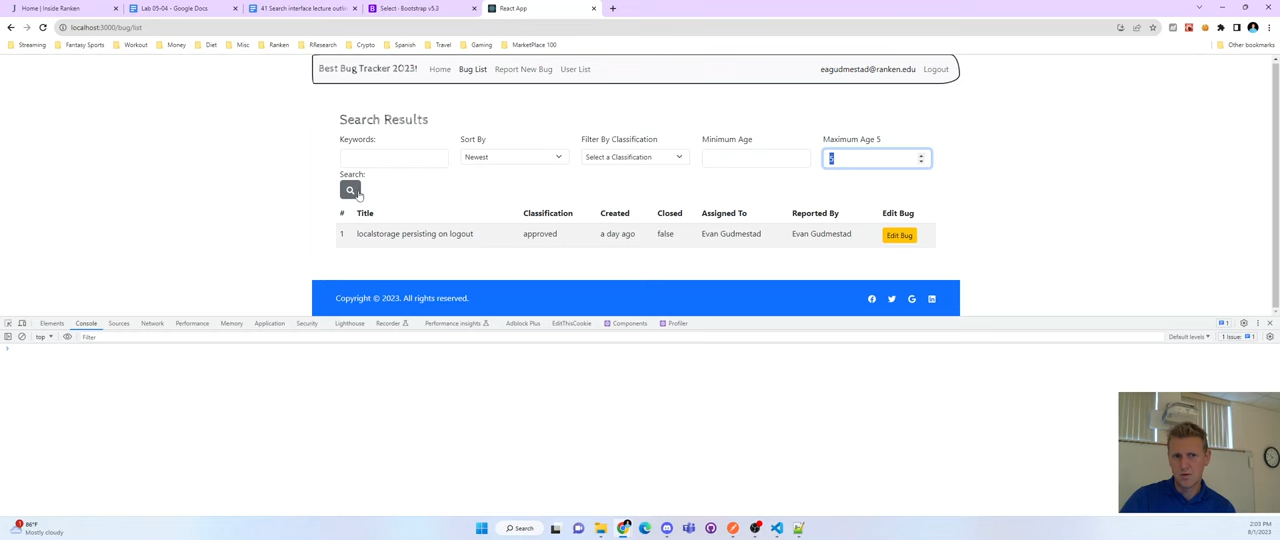 Home | Inside Ranken
Lab 05-04 - Google Docs
41 Search interface lecture outli
Select · Bootstrap v5.3
React App
localhost:3000/bug/list
Streaming
Fantasy Sports
Workout
Money
Diet
Misc
Ranken
RResearch
Crypto
Spanish
Travel
Gaming
MarketPlace 100
Other bookmarks
Best Bug Tracker 2023!
Home
Bug List
Report New Bug
User List
eagudmestad@ranken.edu
Logout
Search Results
Keywords:
Sort By
Filter By Classification
Minimum Age
Maximum Age 5
Newest
Select a Classification
5
Search:
# Title Classification Created Closed Assigned To Reported By Edit Bug
1 localstorage persisting on logout approved a day ago false Evan Gudmestad Evan Gudmestad Edit Bug
Copyright © 2023. All rights reserved.
Elements
Console
Sources
Network
Performance
Memory
Application
Security
Lighthouse
Recorder
Performance insights
Adblock Plus
EditThisCookie
Components
Profiler
1
top
Filter
Default levels
1 Issue:
1
1
86°F
Mostly cloudy
Search
2:03 PM
8/1/2023